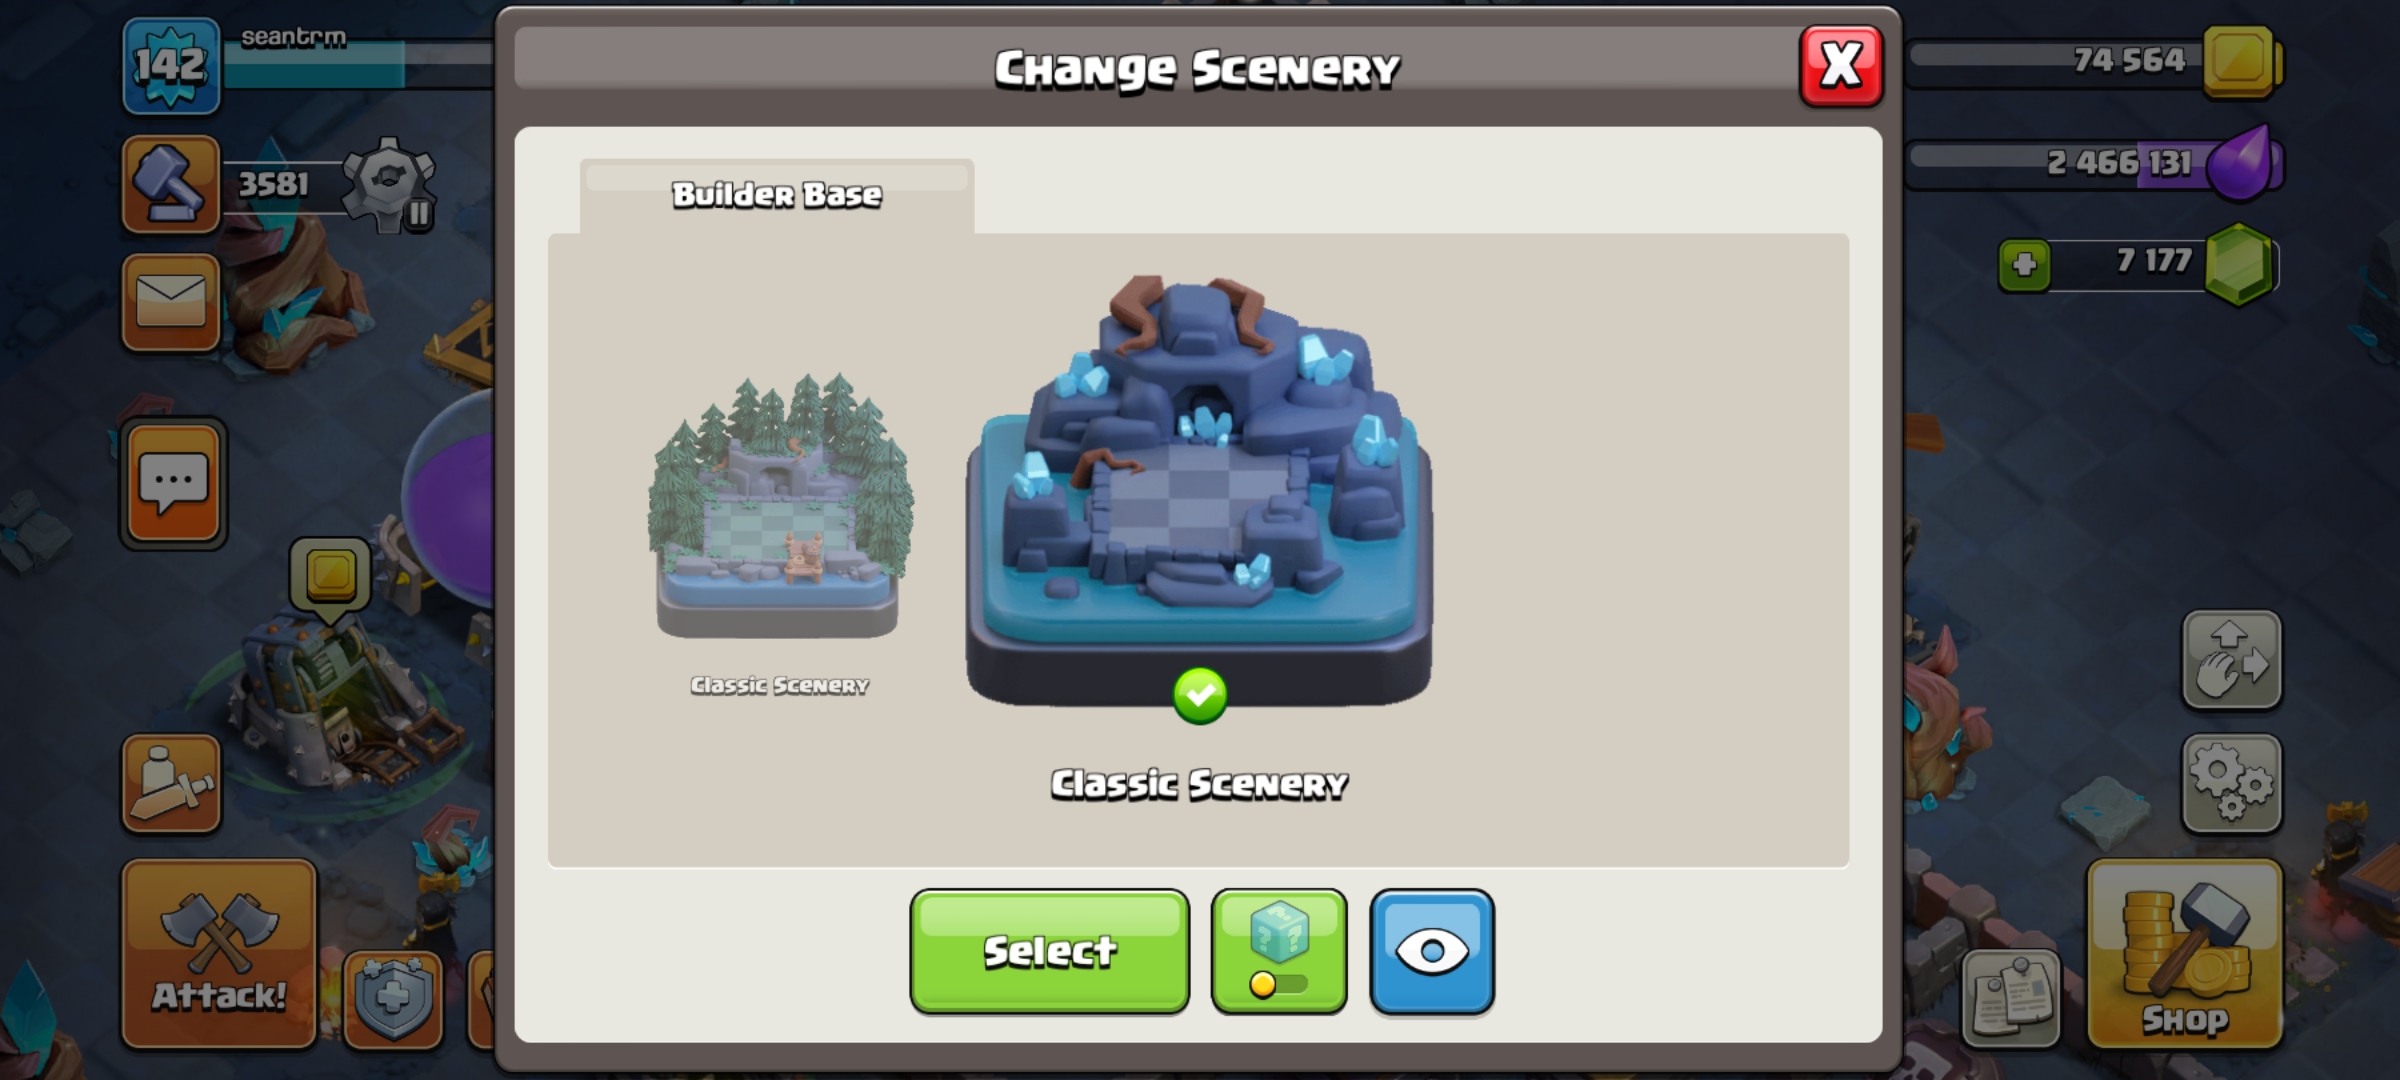 142
seantrm
Change Scenery
X
74 564
3581
Builder Base
2 466 131
7 177
Classic Scenery
Classic Scenery
Select
Attack!
Shop